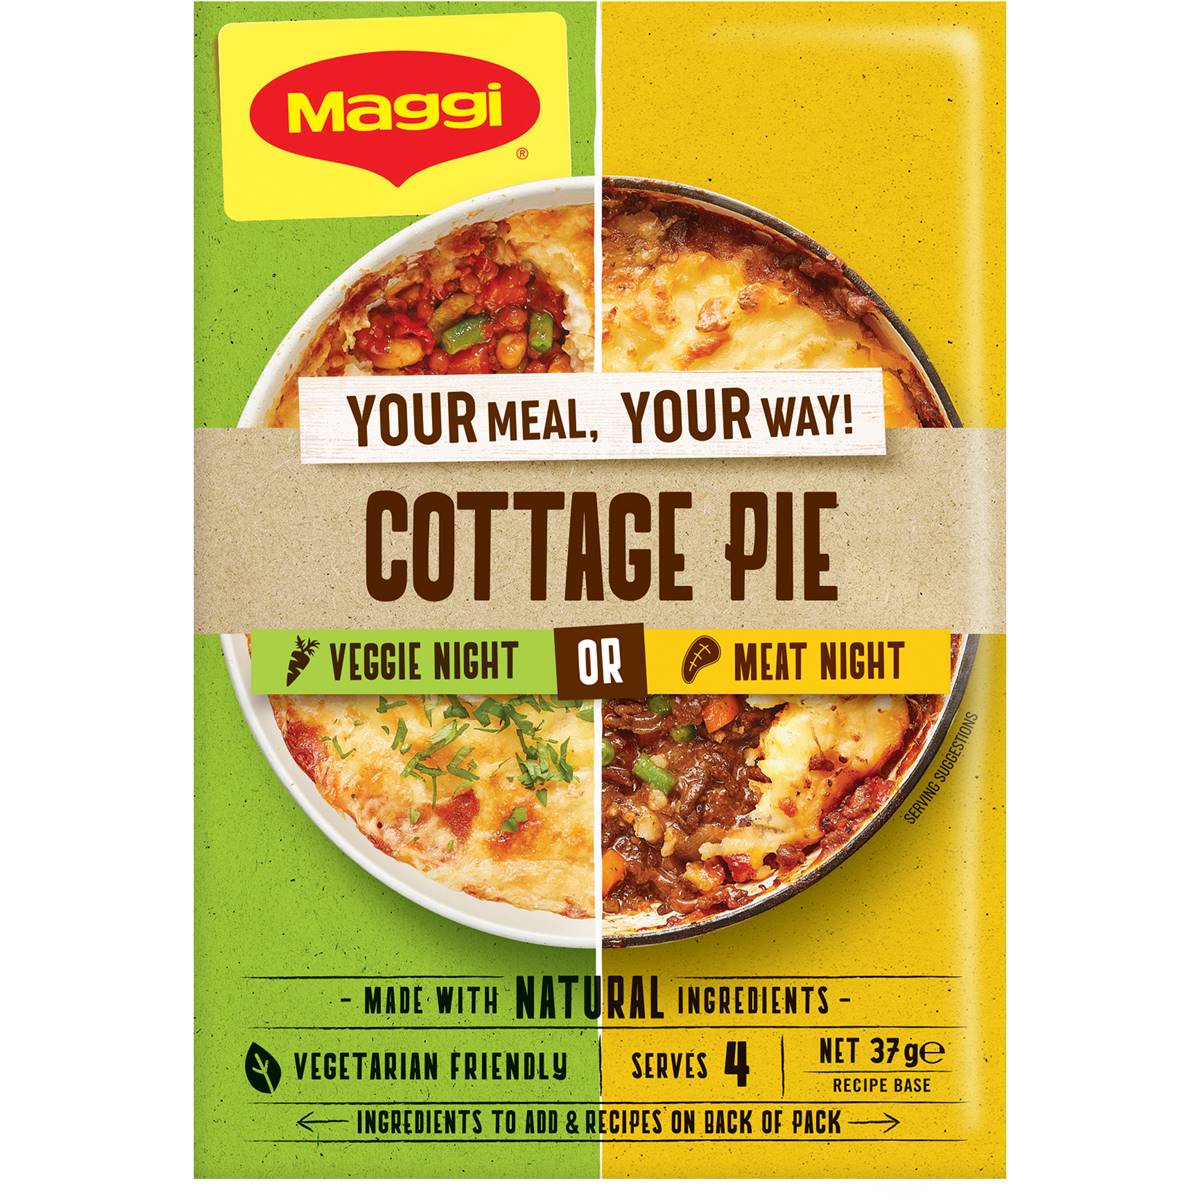 Maggi
®
YOUR MEAL, YOUR WAY!
COTTAGE PIE
VEGGIE NIGHT OR MEAT NIGHT
SERVING SUGGESTIONS
- MADE WITH NATURAL INGREDIENTS -
VEGETARIAN FRIENDLY
SERVES 4
NET 37g℮
RECIPE BASE
INGREDIENTS TO ADD & RECIPES ON BACK OF PACK